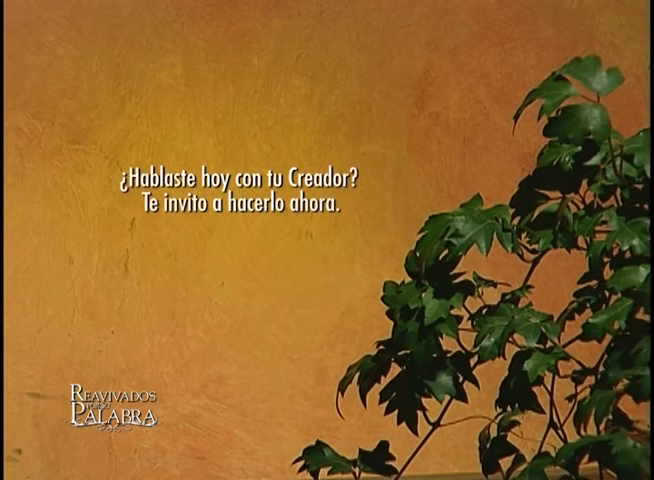 ¿Hablaste hoy con tu Creador?
Te invito a hacerlo ahora.
REAVIVADOS
PALABRA